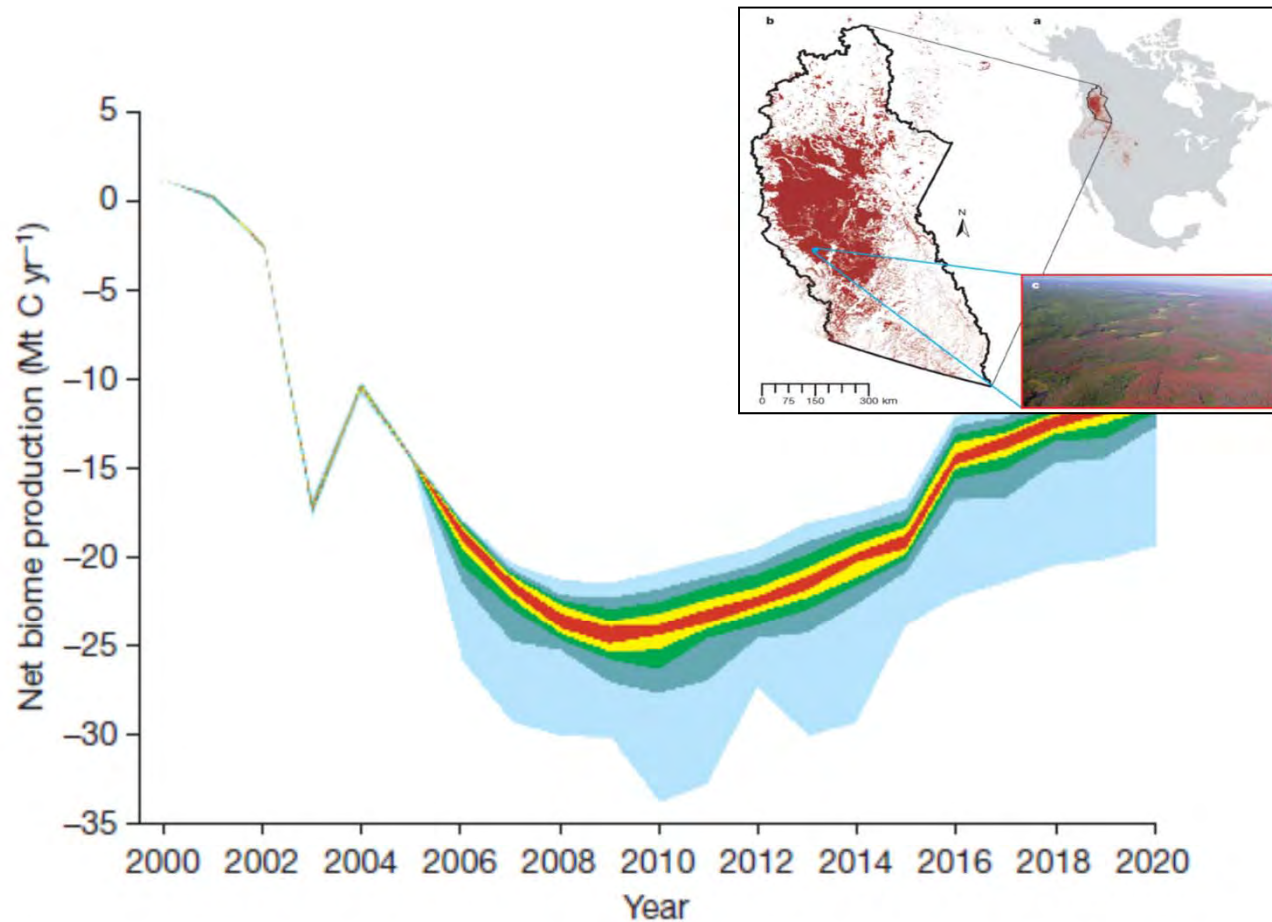 b
a
N
c
0 75 150 300 km
5
0
–5
–10
–15
–20
–25
–30
–35
Net biome production (Mt C yr⁻¹)
2000 2002 2004 2006 2008 2010 2012 2014 2016 2018 2020
Year